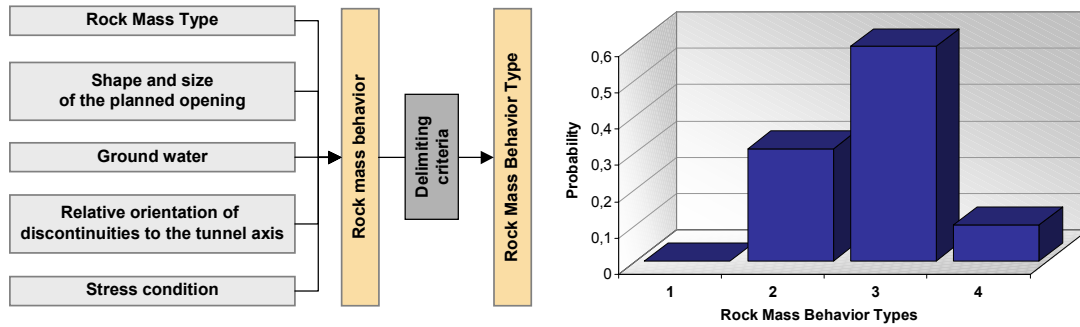 Rock Mass Type
Shape and size
of the planned opening
Ground water
Relative orientation of
discontinuities to the tunnel axis
Stress condition
Rock mass behavior
Delimiting
criteria
Rock Mass Behavior Type
Probability
0,6
0,5
0,4
0,3
0,2
0,1
0
1 2 3 4
Rock Mass Behavior Types